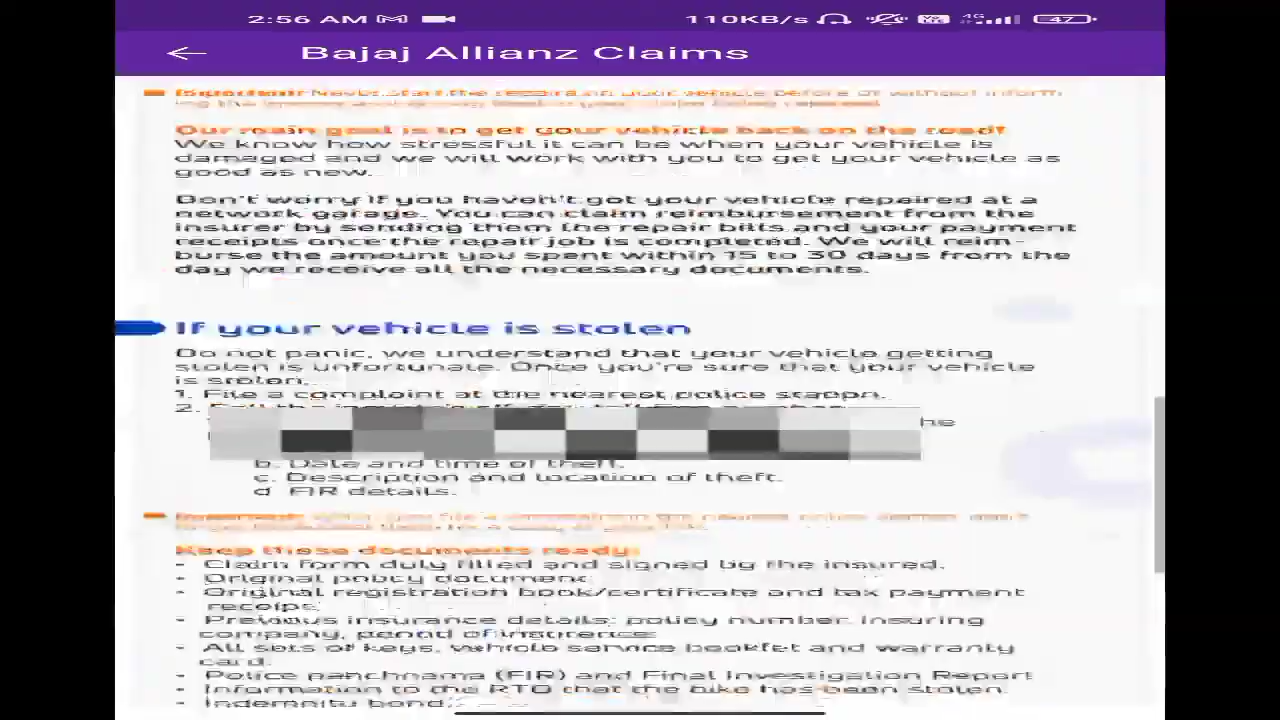 2:56 AM 110KB/s 4G 47
Bajaj Allianz Claims
Important: Never start the
Our main goal is to get your vehicle back on the road!
We know how stressful it can be when your vehicle is
damaged and we will work with you to get your vehicle as
good as new.
Don't worry if you haven't got your vehicle repaired at a
network garage. You can claim reimbursement from the
insurer by sending them the repair bills and your payment
receipts once the repair job is completed. We will reim-
burse the amount you spent within 15 to 30 days from the
day we receive all the necessary documents.
If your vehicle is stolen
Do not panic, we understand that your vehicle getting
stolen is unfortunate. Once you're sure that your vehicle
is stolen.
1. File a complaint at the nearest police station.
2.
b. Date and time of theft.
c. Description and location of theft.
d FIR details.
Keep these documents ready:
- Claim form duly filled and signed by the insured.
- Original policy document
- Original registration book/certificate and tax payment
receipt
- Previous insurance details: policy number, insuring
company, period of insurance
- All sets of keys, vehicle service booklet and warranty
card.
- Police panchnama (FIR) and Final Investigation Report
- Information to the RTO that the bike has been stolen.
- Indemnity bond.